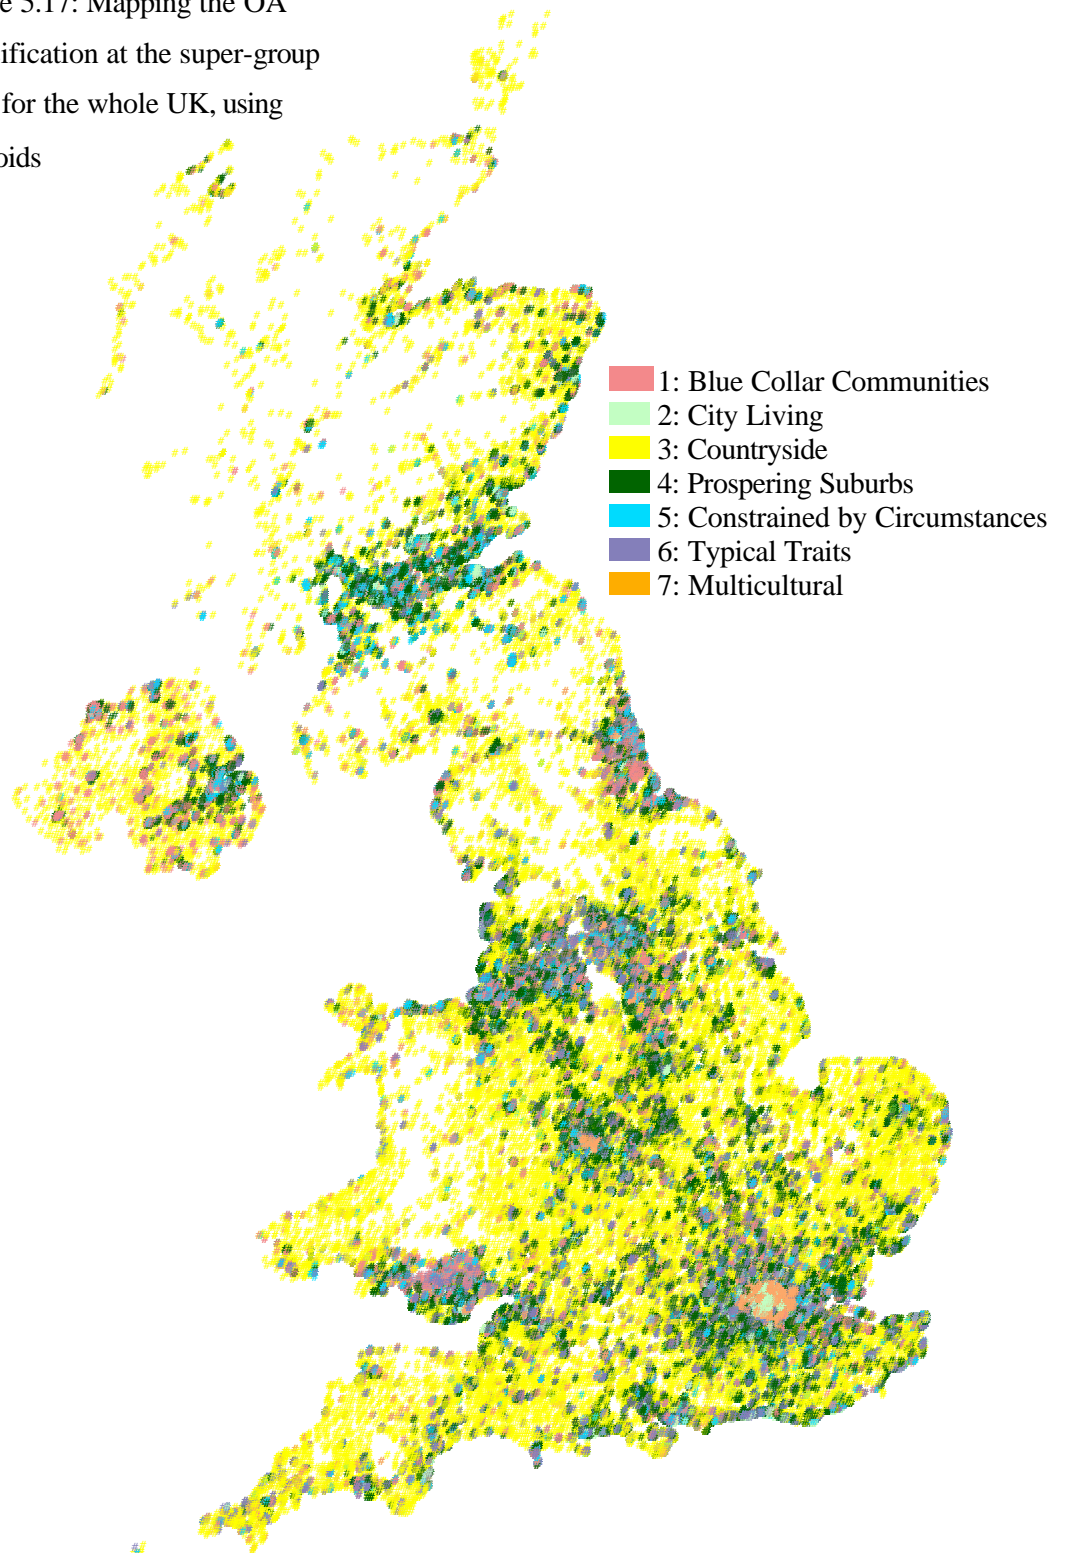 e 5.17: Mapping the OA
ification at the super-group
for the whole UK, using
oids
1: Blue Collar Communities
2: City Living
3: Countryside
4: Prospering Suburbs
5: Constrained by Circumstances
6: Typical Traits
7: Multicultural